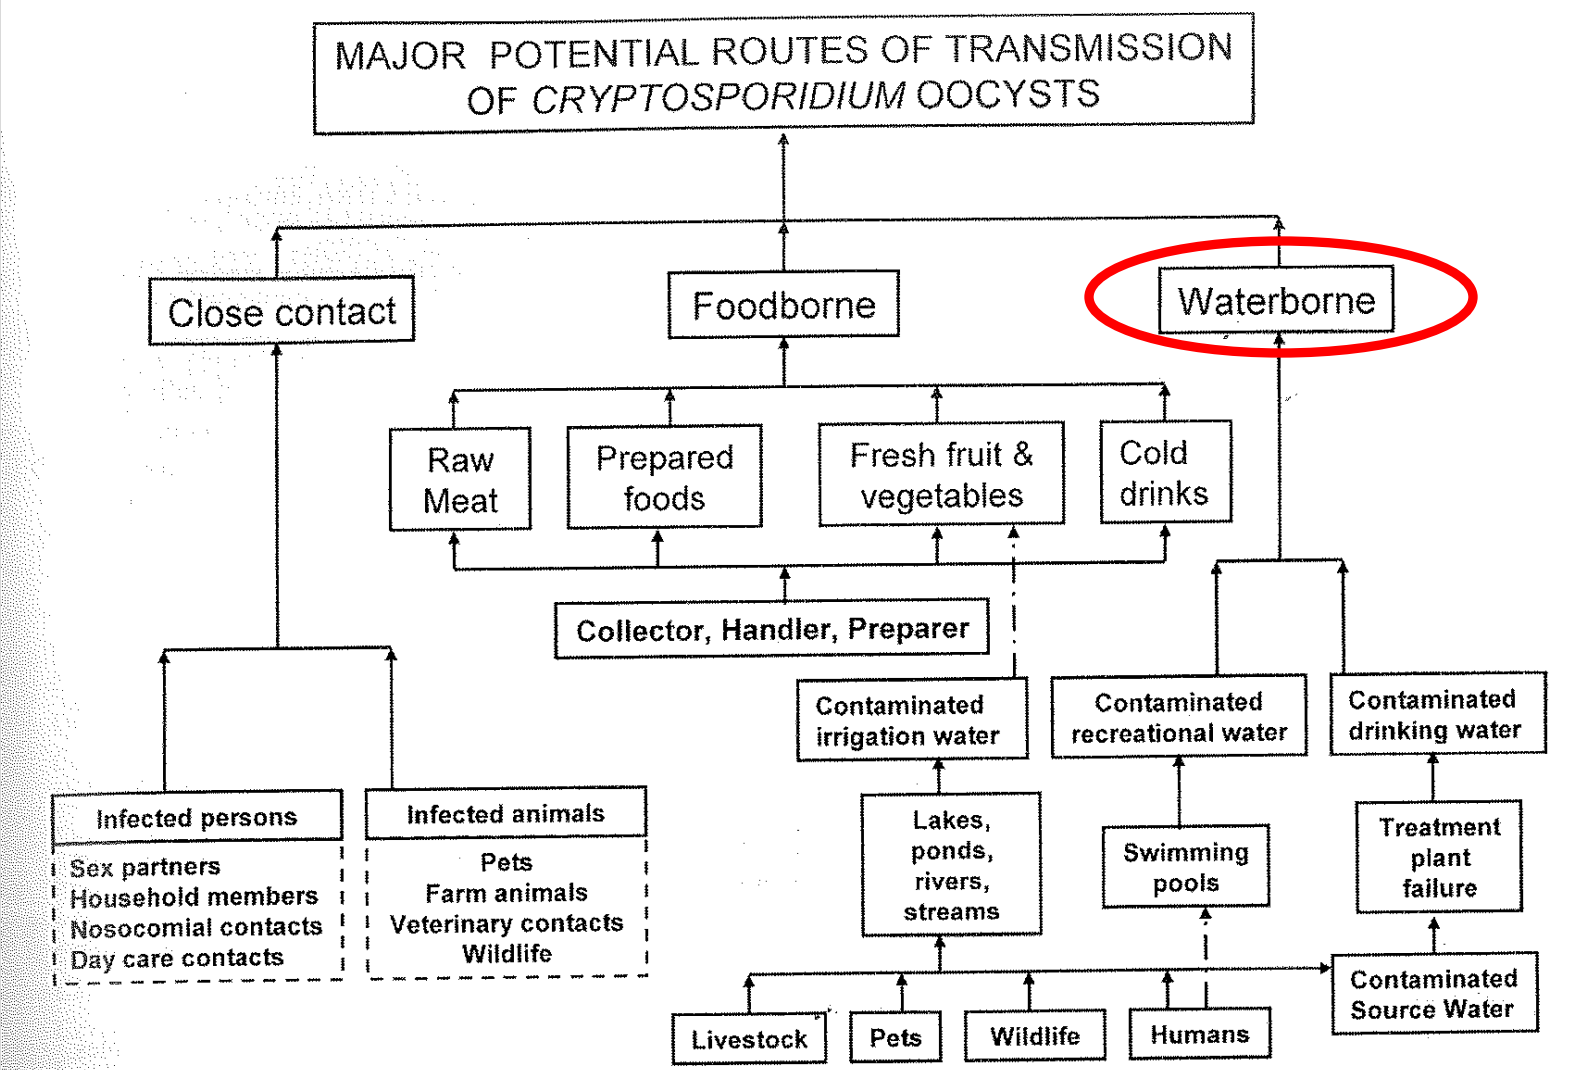 MAJOR POTENTIAL ROUTES OF TRANSMISSION
OF CRYPTOSPORIDIUM OOCYSTS
Close contact
Foodborne
Waterborne
Raw
Meat
Prepared
foods
Fresh fruit &
vegetables
Cold
drinks
Collector, Handler, Preparer
Contaminated
irrigation water
Contaminated
recreational water
Contaminated
drinking water
Infected persons
Sex partners
Household members
Nosocomial contacts
Day care contacts
Infected animals
Pets
Farm animals
Veterinary contacts
Wildlife
Lakes,
ponds,
rivers,
streams
Swimming
pools
Treatment
plant
failure
Contaminated
Source Water
Livestock
Pets
Wildlife
Humans